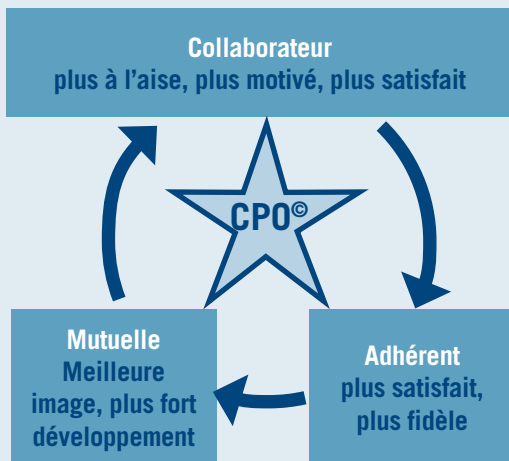 Collaborateur
plus à l’aise, plus motivé, plus satisfait
CPO©
Mutuelle
Meilleure
image, plus fort
développement
Adhérent
plus satisfait,
plus fidèle